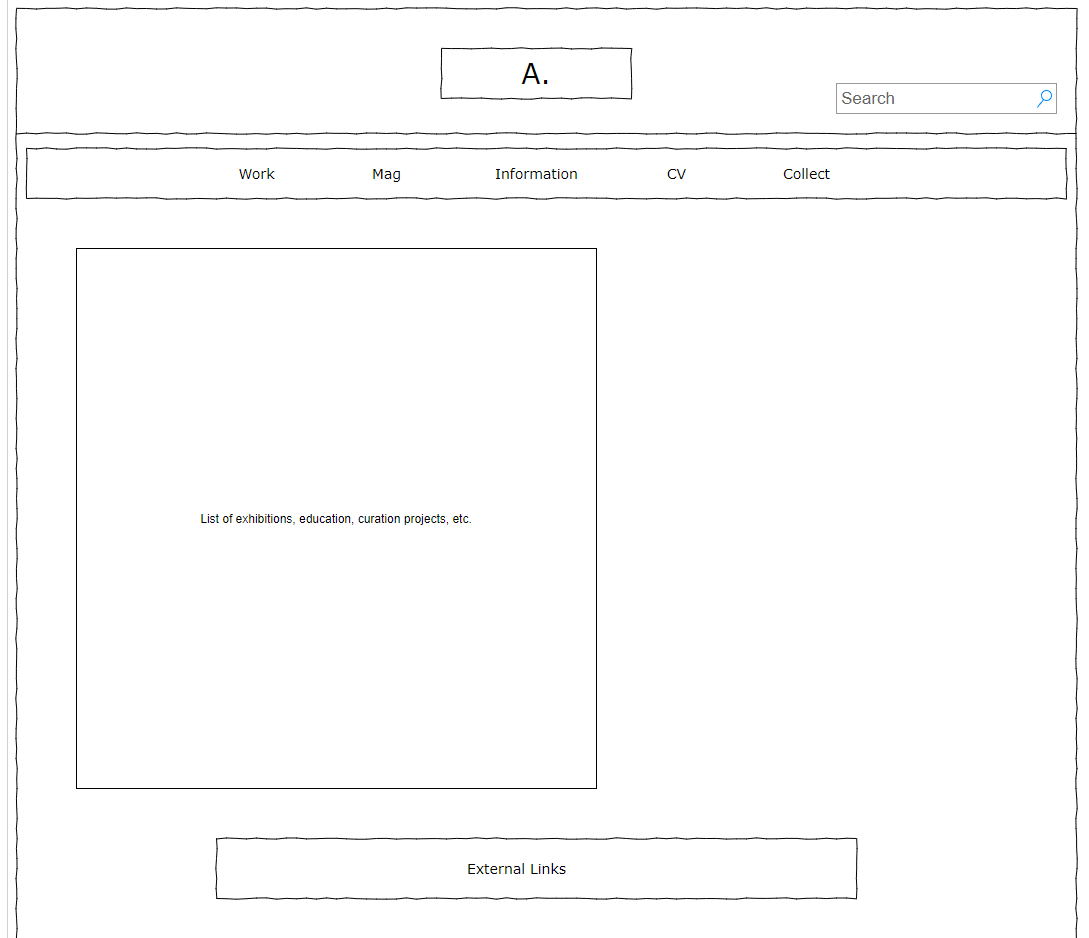 A.
Search
Work Mag Information CV Collect
List of exhibitions, education, curation projects, etc.
External Links